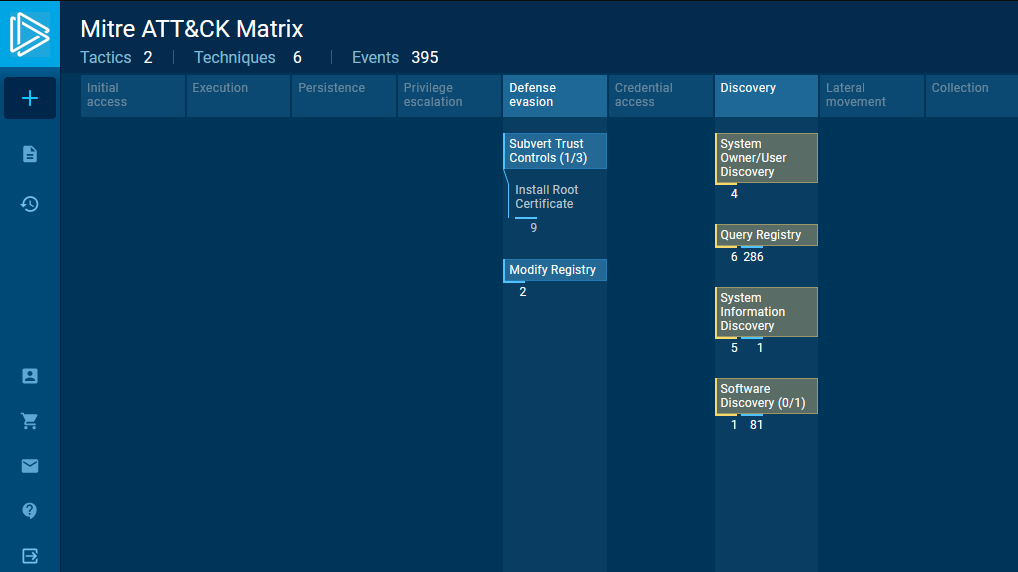 Mitre ATT&CK Matrix
Tactics 2 Techniques 6 Events 395
Initial
access
Execution
Persistence
Privilege
escalation
Defense
evasion
Credential
access
Discovery
Lateral
movement
Collection
Subvert Trust
Controls (1/3)
Install Root
Certificate
9
Modify Registry
2
System
Owner/User
Discovery
4
Query Registry
6 286
System
Information
Discovery
5 1
Software
Discovery (0/1)
1 81